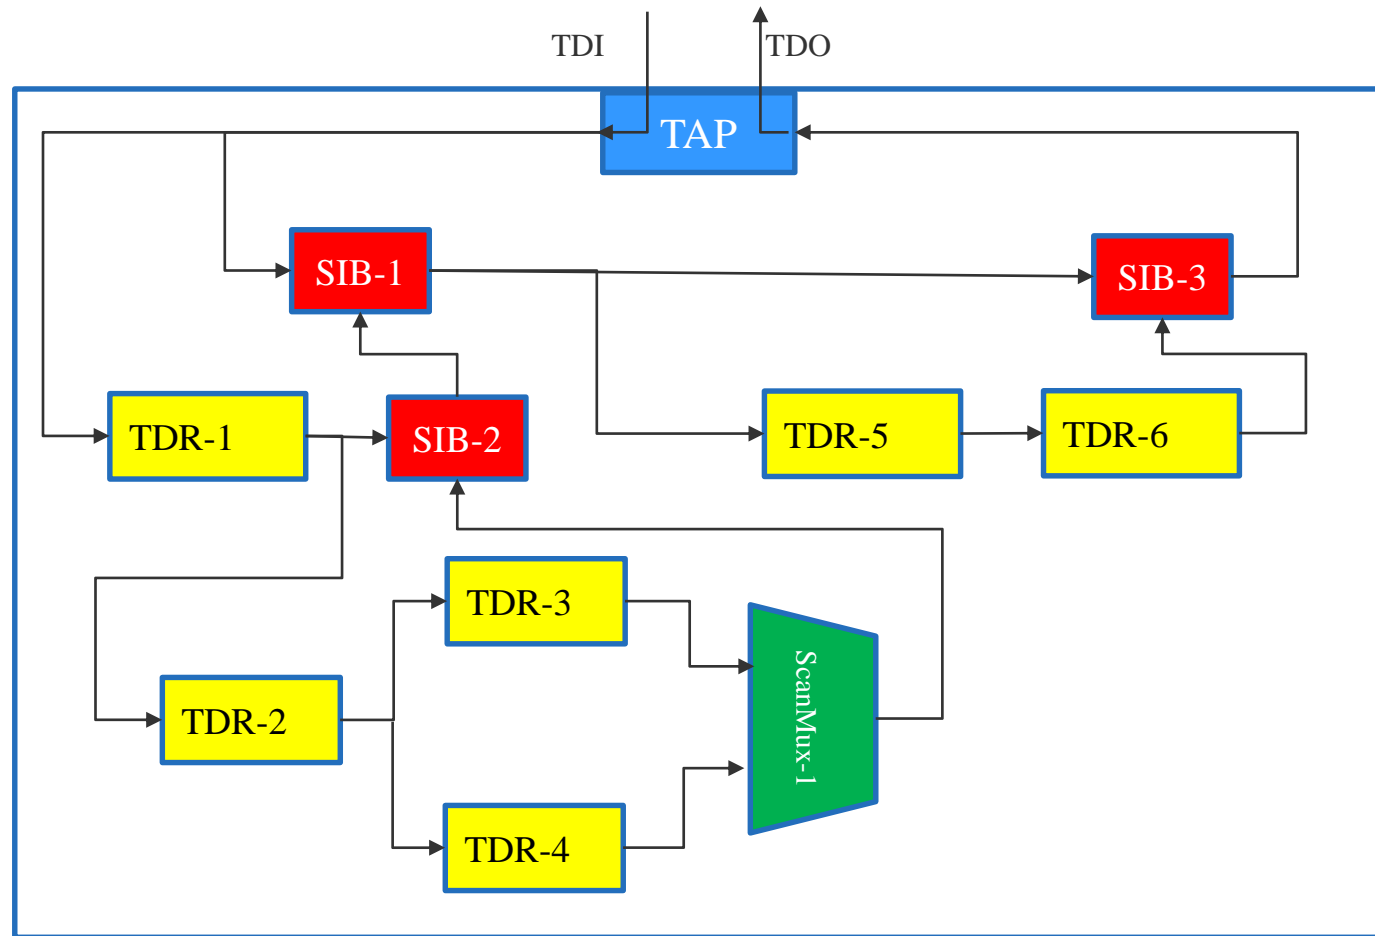 TDI
TDO
TAP
SIB-1
SIB-3
TDR-1
SIB-2
TDR-5
TDR-6
TDR-3
ScanMux-1
TDR-2
TDR-4